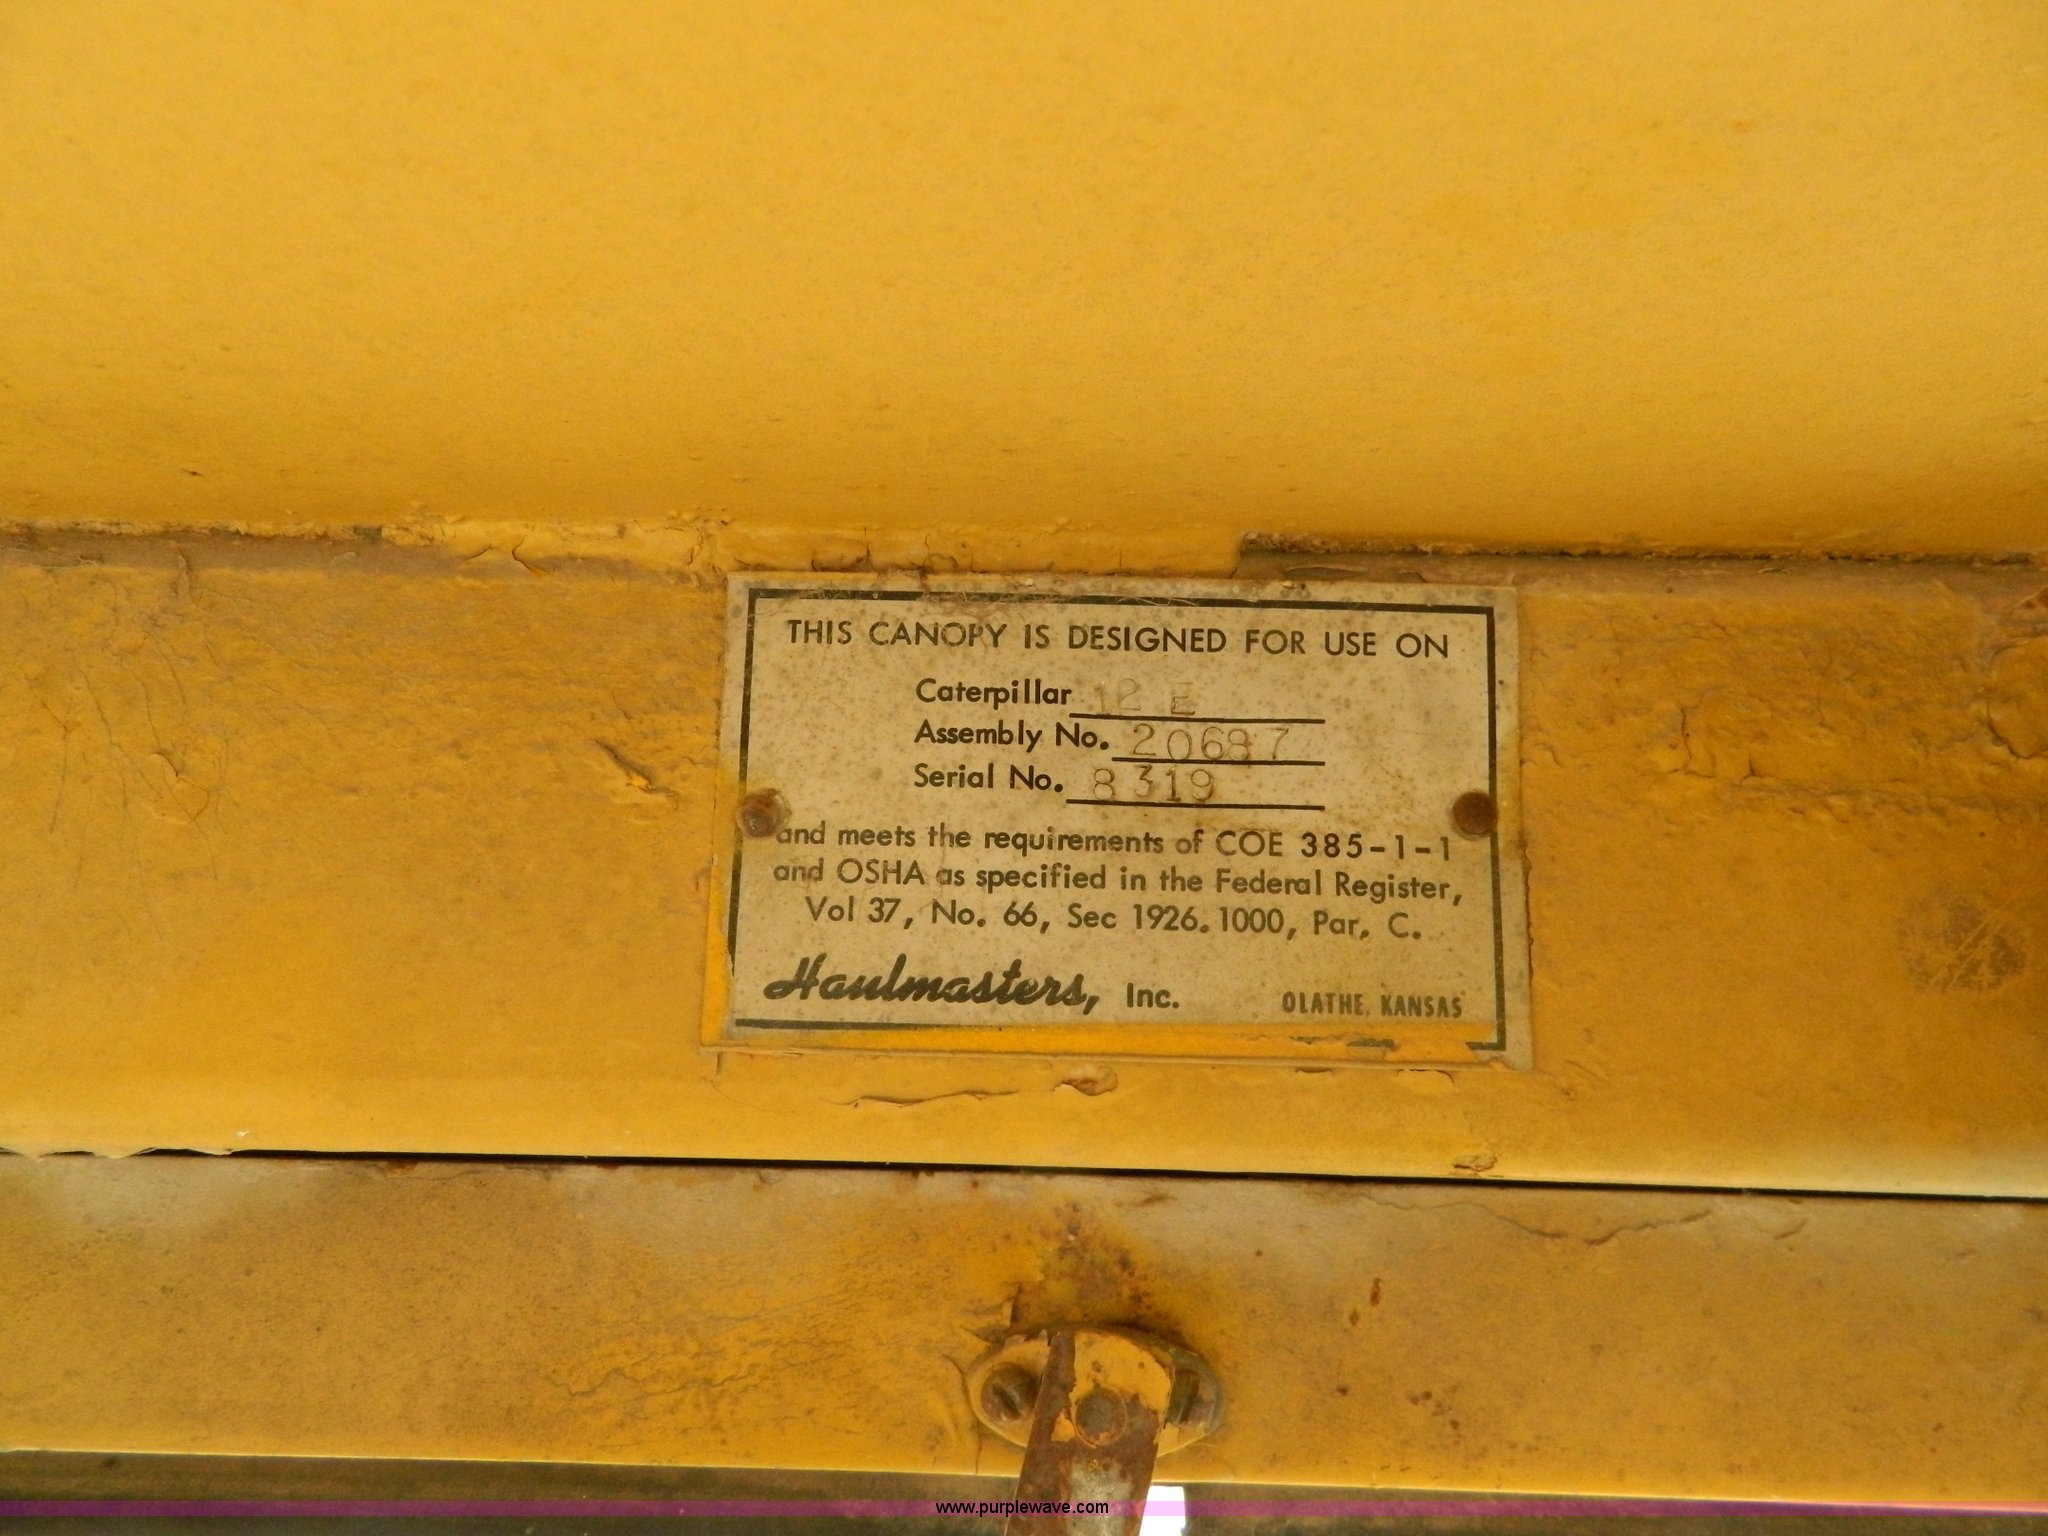 THIS CANOPY IS DESIGNED FOR USE ON
Caterpillar 12 E
Assembly No. 20687
Serial No. 8319
and meets the requirements of COE 385-1-1
and OSHA as specified in the Federal Register,
Vol 37, No. 66, Sec 1926.1000, Par. C.
Haulmasters, Inc. OLATHE, KANSAS
www.purplewave.com